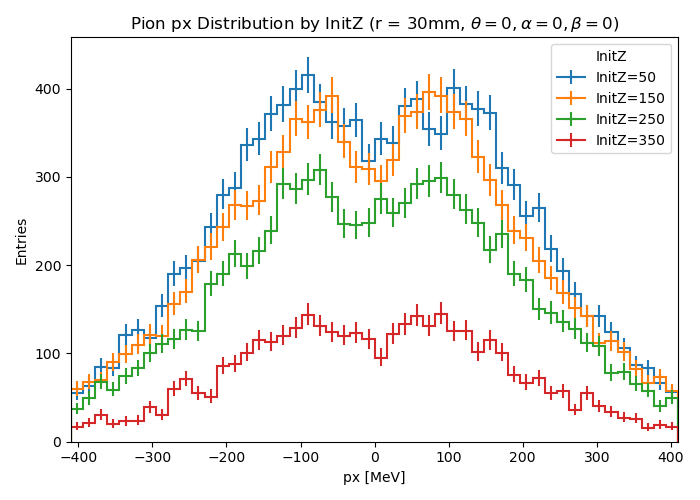 Pion px Distribution by InitZ (r = 30mm, θ = 0, α = 0, β = 0)
InitZ
InitZ=50
InitZ=150
InitZ=250
InitZ=350
Entries
400
300
200
100
0
−400 −300 −200 −100 0 100 200 300 400
px [MeV]